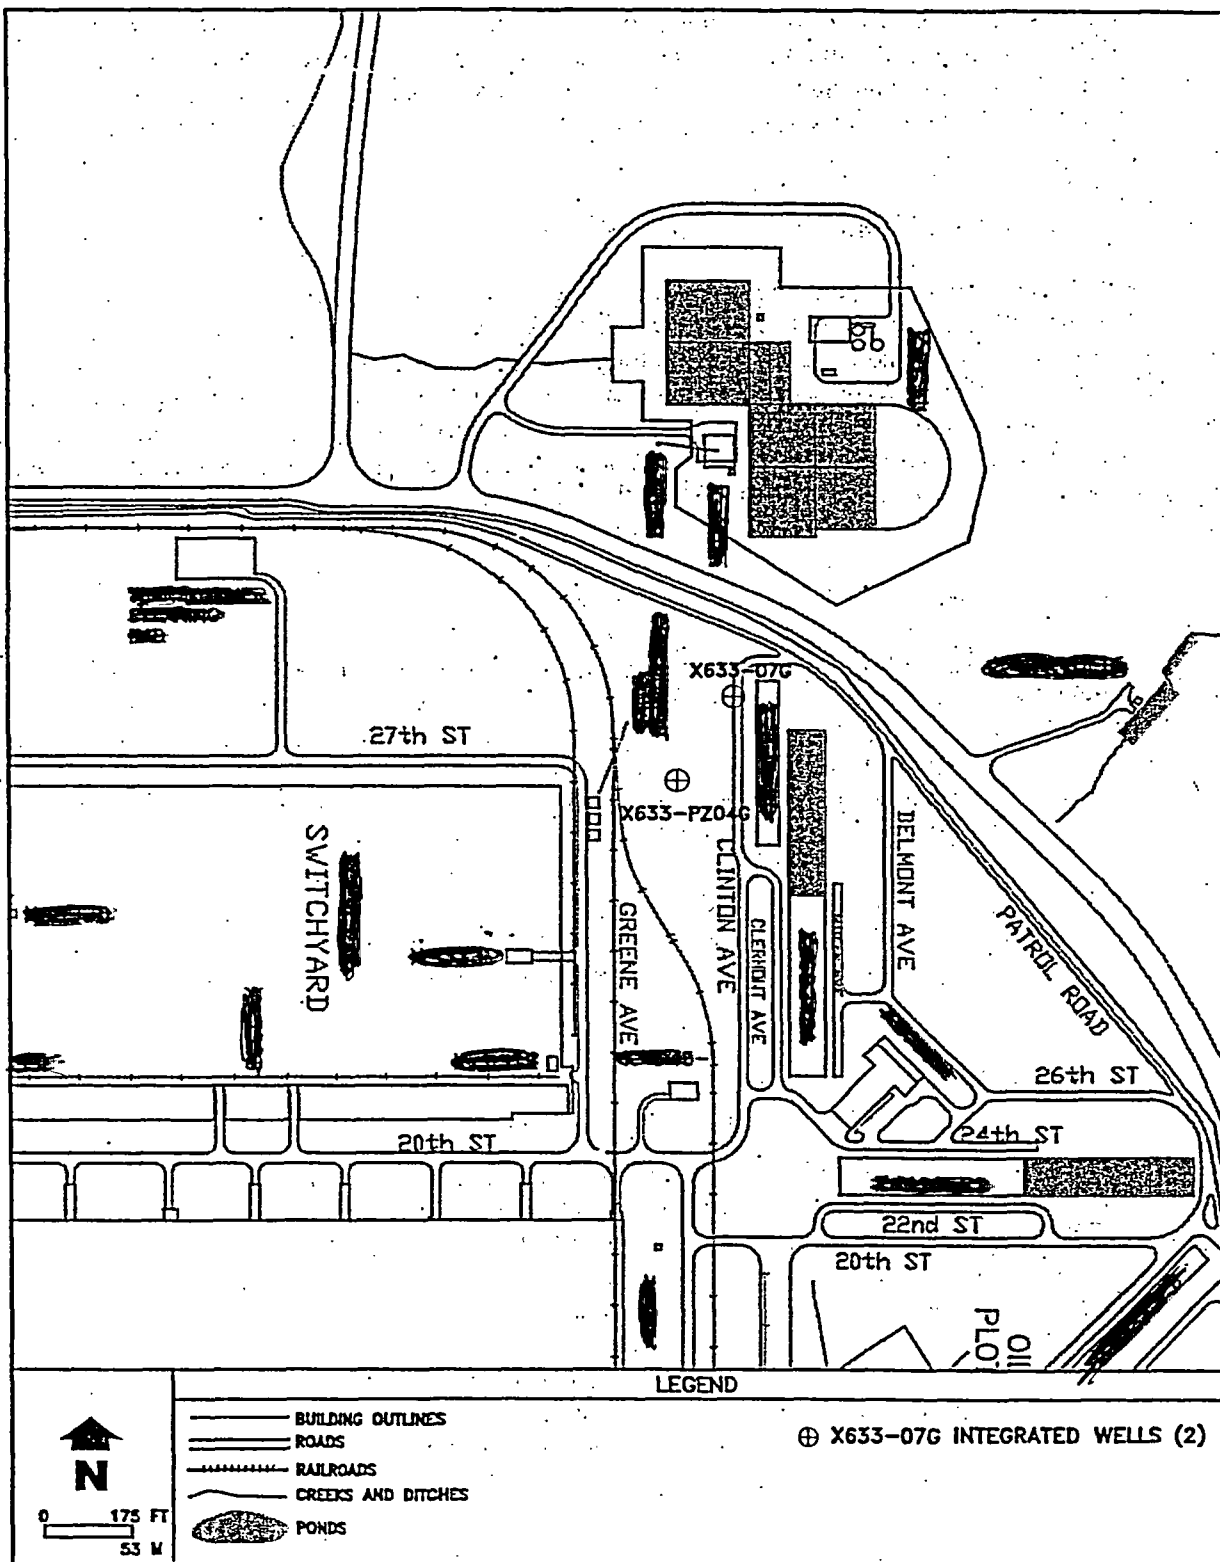 X633-07G
27th ST
X633-PZ04G
SWITCHYARD
GREENE AVE
CLINTON AVE
CLERMONT AVE
DELMONT AVE
PATROL ROAD
26th ST
24th ST
20th ST
22nd ST
20th ST
OIL
PLOT
LEGEND
N
0 175 FT
53 M
BUILDING OUTLINES
ROADS
RAILROADS
CREEKS AND DITCHES
PONDS
X633-07G INTEGRATED WELLS (2)